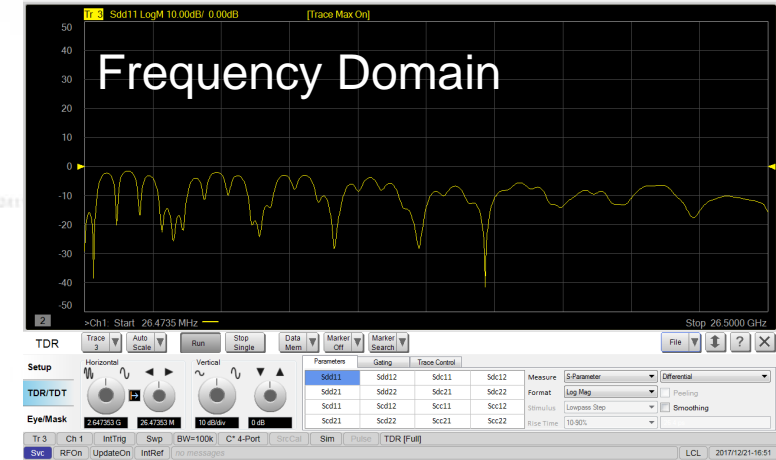 Tr 3 Sdd11 LogM 10.00dB/ 0.00dB [Trace Max On]
50
40
Frequency Domain
30
20
10
0
-10
-20
-30
-40
-50
2 >Ch1: Start 26.4735 MHz Stop 26.5000 GHz
TDR Trace 3 Auto Scale Run Stop Single Data Mem Marker Off Marker Search File ?
Setup Horizontal Vertical Parameters Gating Trace Control
Sdd11 Sdd12 Sdc11 Sdc12 Measure S-Parameter Differential
TDR/TDT Sdd21 Sdd22 Sdc21 Sdc22 Format Log Mag Peeling
Scd11 Scd12 Scc11 Scc12 Stimulus Lowpass Step Smoothing
Eye/Mask 2.647353 G 26.47353 M 10 dB/div 0 dB Scd21 Scd22 Scc21 Scc22 Rise Time 10-90%
Tr 3 Ch 1 IntTrig Swp BW=100k C* 4-Port SrcCal Sim Pulse TDR [Full]
Svc RFOn UpdateOn IntRef no messages LCL 2017/12/21-16:51